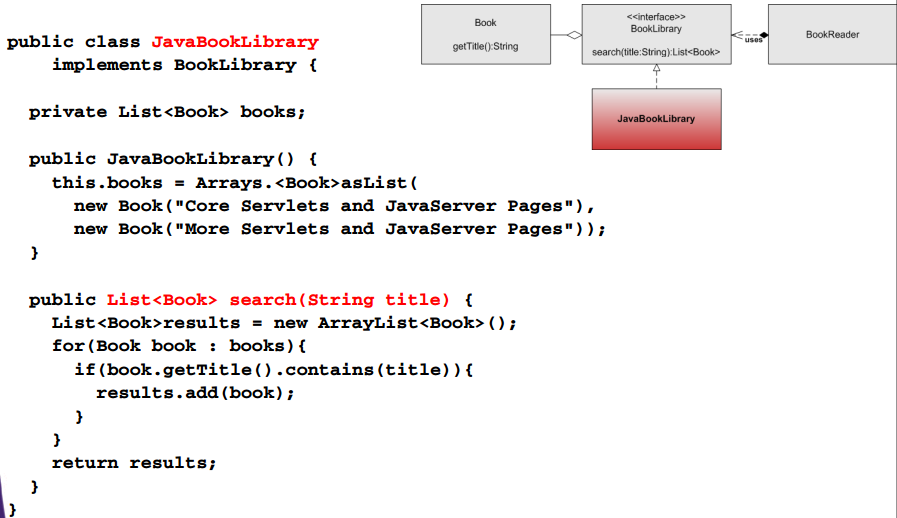 public class JavaBookLibrary
implements BookLibrary {
private List<Book> books;
public JavaBookLibrary() {
this.books = Arrays.<Book>asList(
new Book("Core Servlets and JavaServer Pages"),
new Book("More Servlets and JavaServer Pages"));
}
public List<Book> search(String title) {
List<Book>results = new ArrayList<Book>();
for(Book book : books){
if(book.getTitle().contains(title)){
results.add(book);
}
}
return results;
}
}
Book
getTitle():String
<<interface>>
BookLibrary
search(title:String):List<Book>
uses
BookReader
JavaBookLibrary